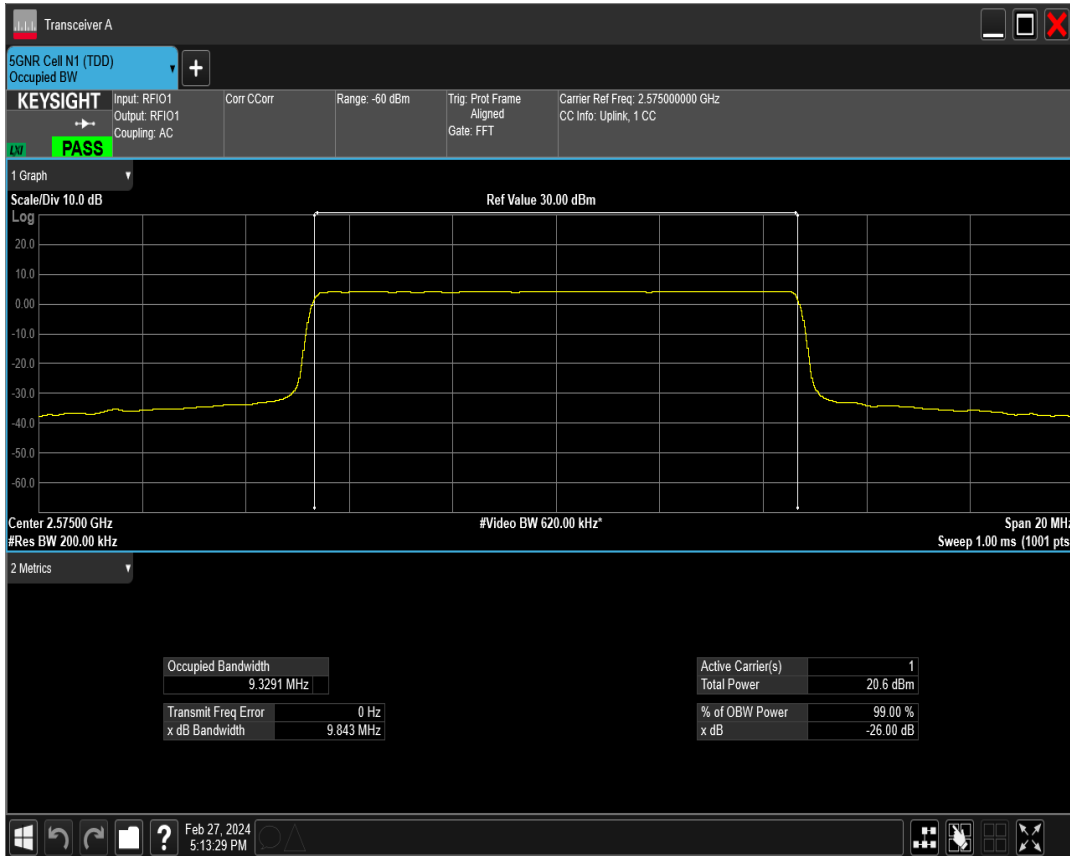 Transceiver A
5GNR Cell N1 (TDD)
Occupied BW
+
KEYSIGHT
LXI
PASS
Input: RFIO1
Output: RFIO1
Coupling: AC
Corr CCorr
Range: -60 dBm
Trig: Prot Frame
Aligned
Gate: FFT
Carrier Ref Freq: 2.575000000 GHz
CC Info: Uplink, 1 CC
1 Graph
Scale/Div 10.0 dB
Ref Value 30.00 dBm
Log
20.0
10.0
0.00
-10.0
-20.0
-30.0
-40.0
-50.0
-60.0
Center 2.57500 GHz
#Video BW 620.00 kHz*
Span 20 MHz
#Res BW 200.00 kHz
Sweep 1.00 ms (1001 pts
2 Metrics
Occupied Bandwidth
9.3291 MHz
Transmit Freq Error 0 Hz
x dB Bandwidth 9.843 MHz
Active Carrier(s) 1
Total Power 20.6 dBm
% of OBW Power 99.00 %
x dB -26.00 dB
?
Feb 27, 2024
5:13:29 PM